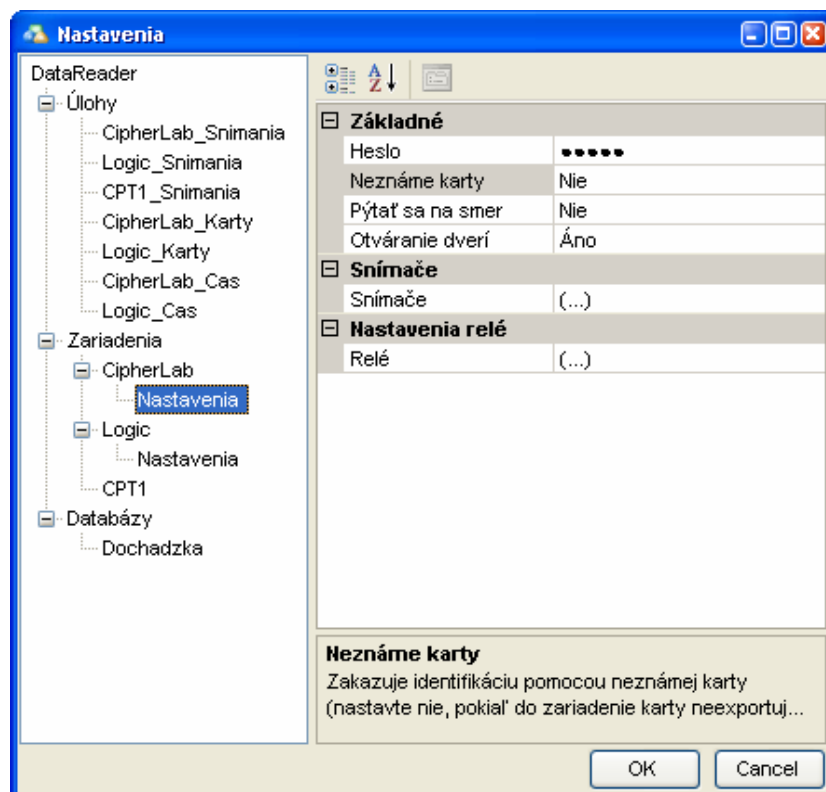 Nastavenia
DataReader
Úlohy
CipherLab_Snimania
Logic_Snimania
CPT1_Snimania
CipherLab_Karty
Logic_Karty
CipherLab_Cas
Logic_Cas
Zariadenia
CipherLab
Nastavenia
Logic
Nastavenia
CPT1
Databázy
Dochadzka
Základné
Heslo •••••
Neznáme karty Nie
Pýtať sa na smer Nie
Otváranie dverí Áno
Snímače
Snímače (...)
Nastavenia relé
Relé (...)
Neznáme karty
Zakazuje identifikáciu pomocou neznámej karty
(nastavte nie, pokiaľ do zariadenie karty neexportuj...
OK Cancel